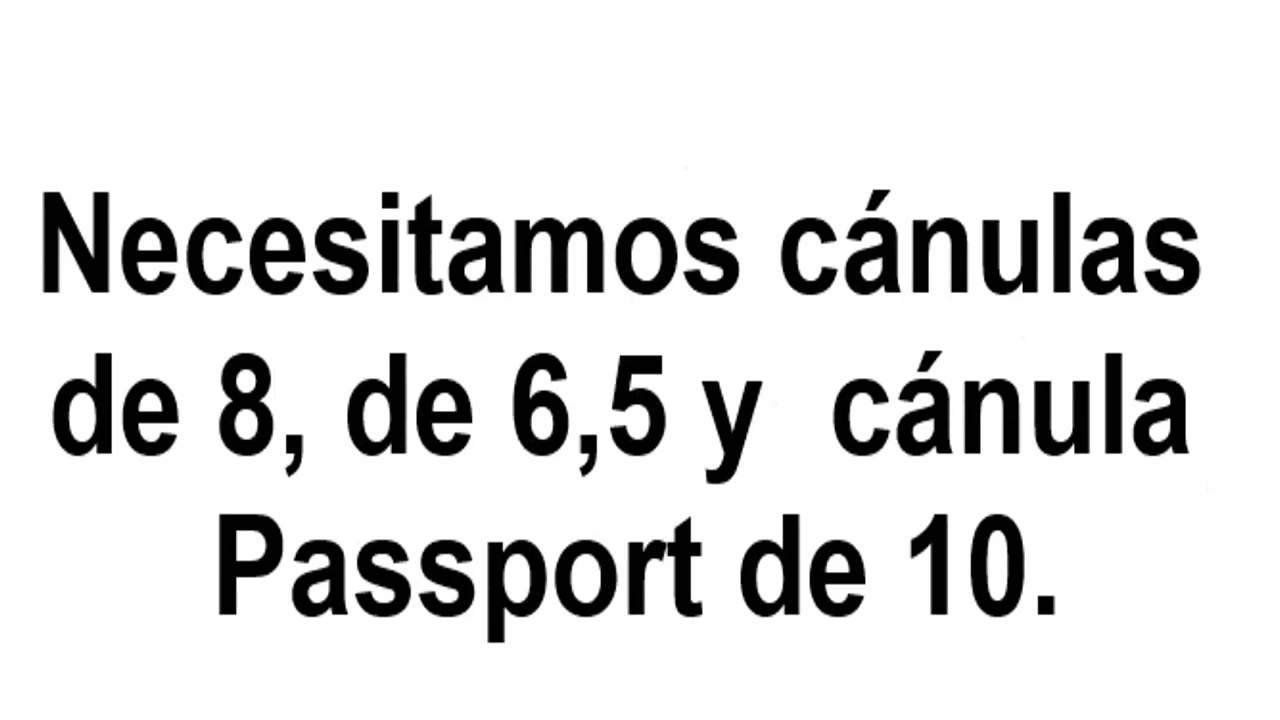 Necesitamos cánulas
de 8, de 6,5 y  cánula
Passport de 10.